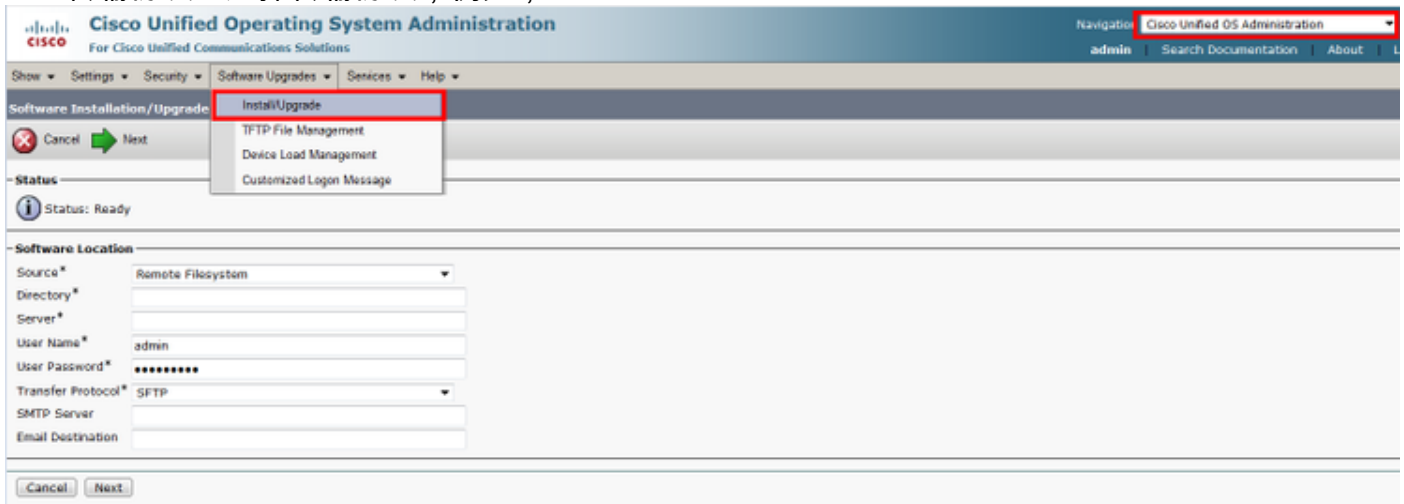 Cisco Unified Operating System Administration
CISCO
For Cisco Unified Communications Solutions
Navigation Cisco Unified OS Administration
admin | Search Documentation | About | L
Show Settings Security Software Upgrades Services Help
Software Installation/Upgrade
Install/Upgrade
TFTP File Management
Device Load Management
Customized Logon Message
Cancel Next
Status
Status: Ready
Software Location
Source* Remote Filesystem
Directory*
Server*
User Name* admin
User Password* •••••••••
Transfer Protocol* SFTP
SMTP Server
Email Destination
Cancel Next